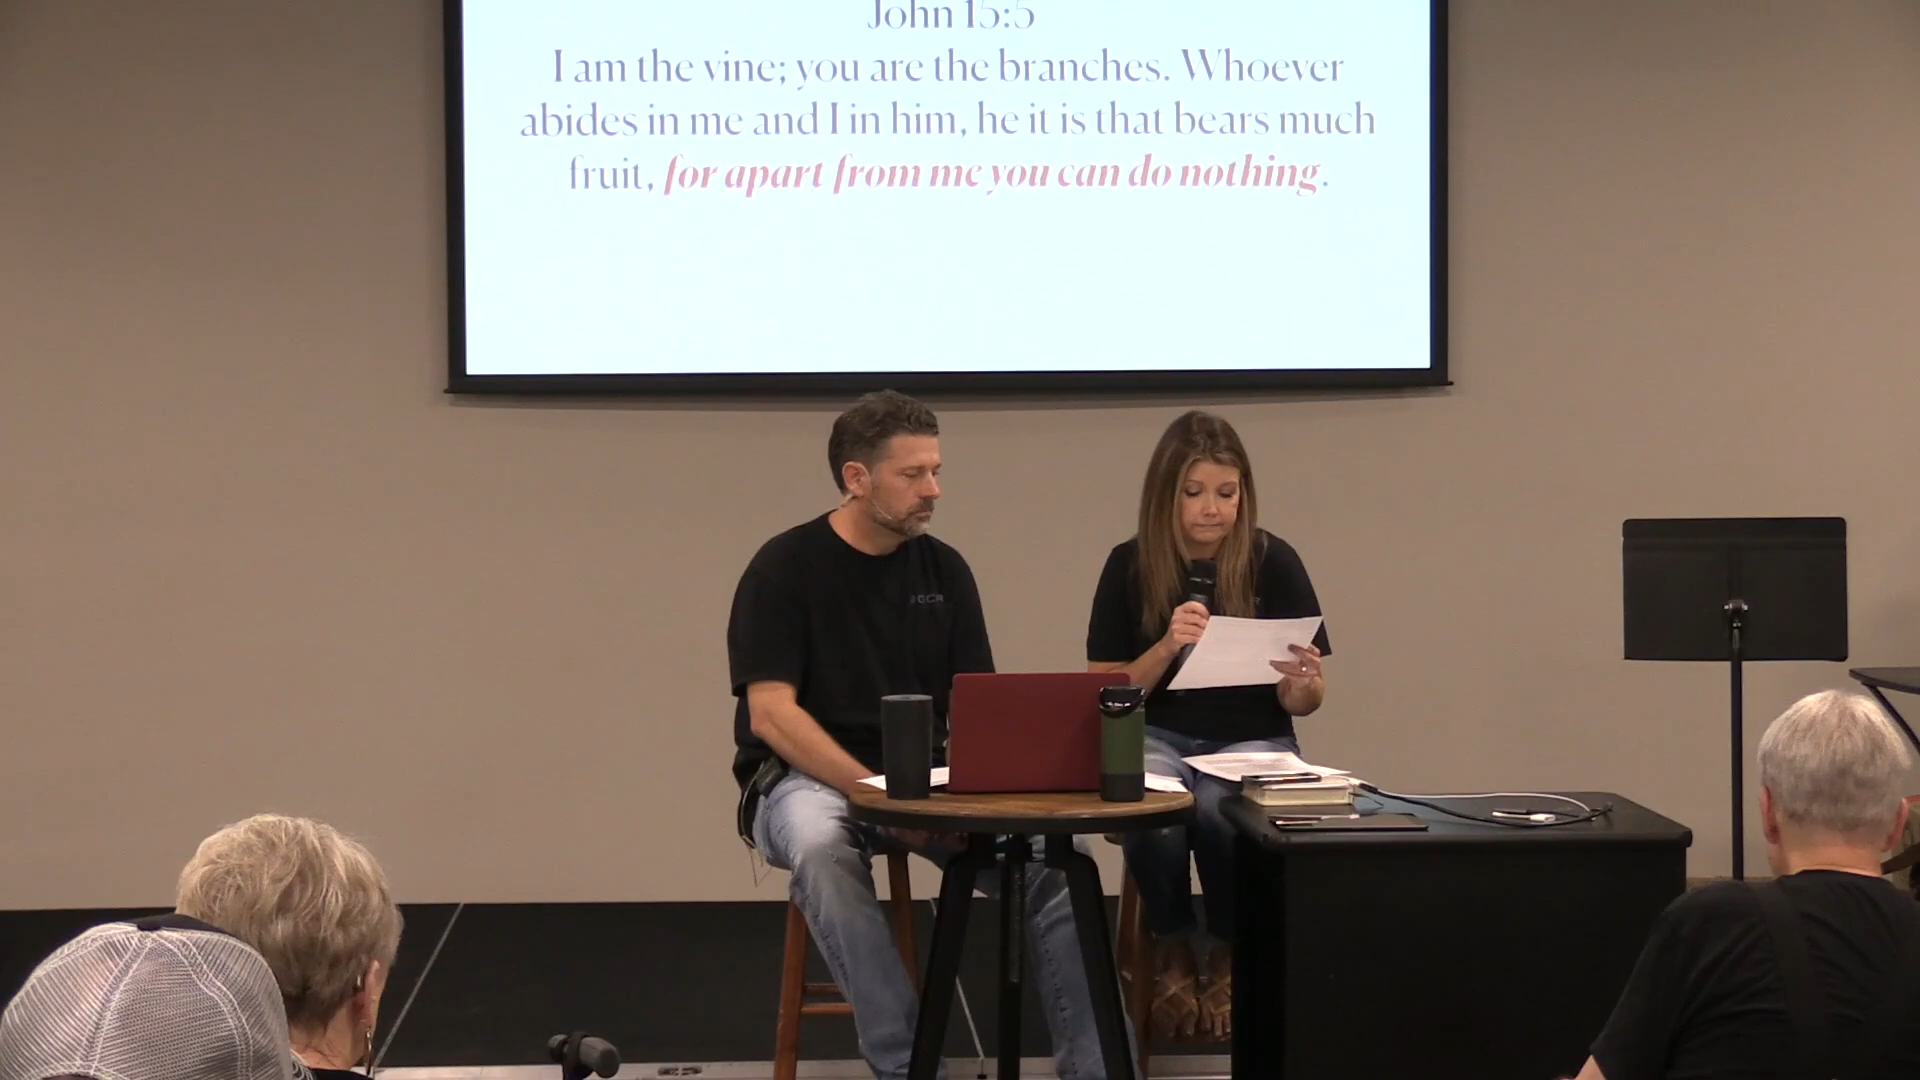 John 15:5
I am the vine; you are the branches. Whoever
abides in me and I in him, he it is that bears much
fruit, for apart from me you can do nothing.